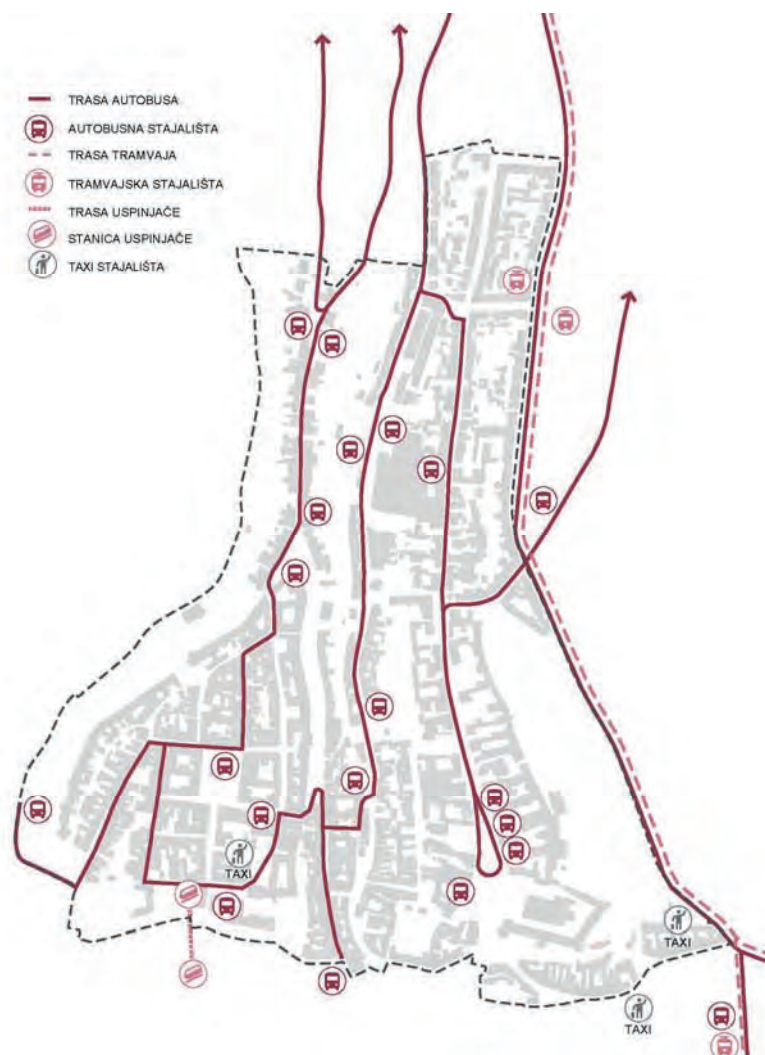 TRASA AUTOBUSA
AUTOBUSNA STAJALIŠTA
TRASA TRAMVAJA
TRAMVAJSKA STAJALIŠTA
TRASA USPINJAČE
STANICA USPINJAČE
TAXI STAJALIŠTA
TAXI
TAXI
TAXI